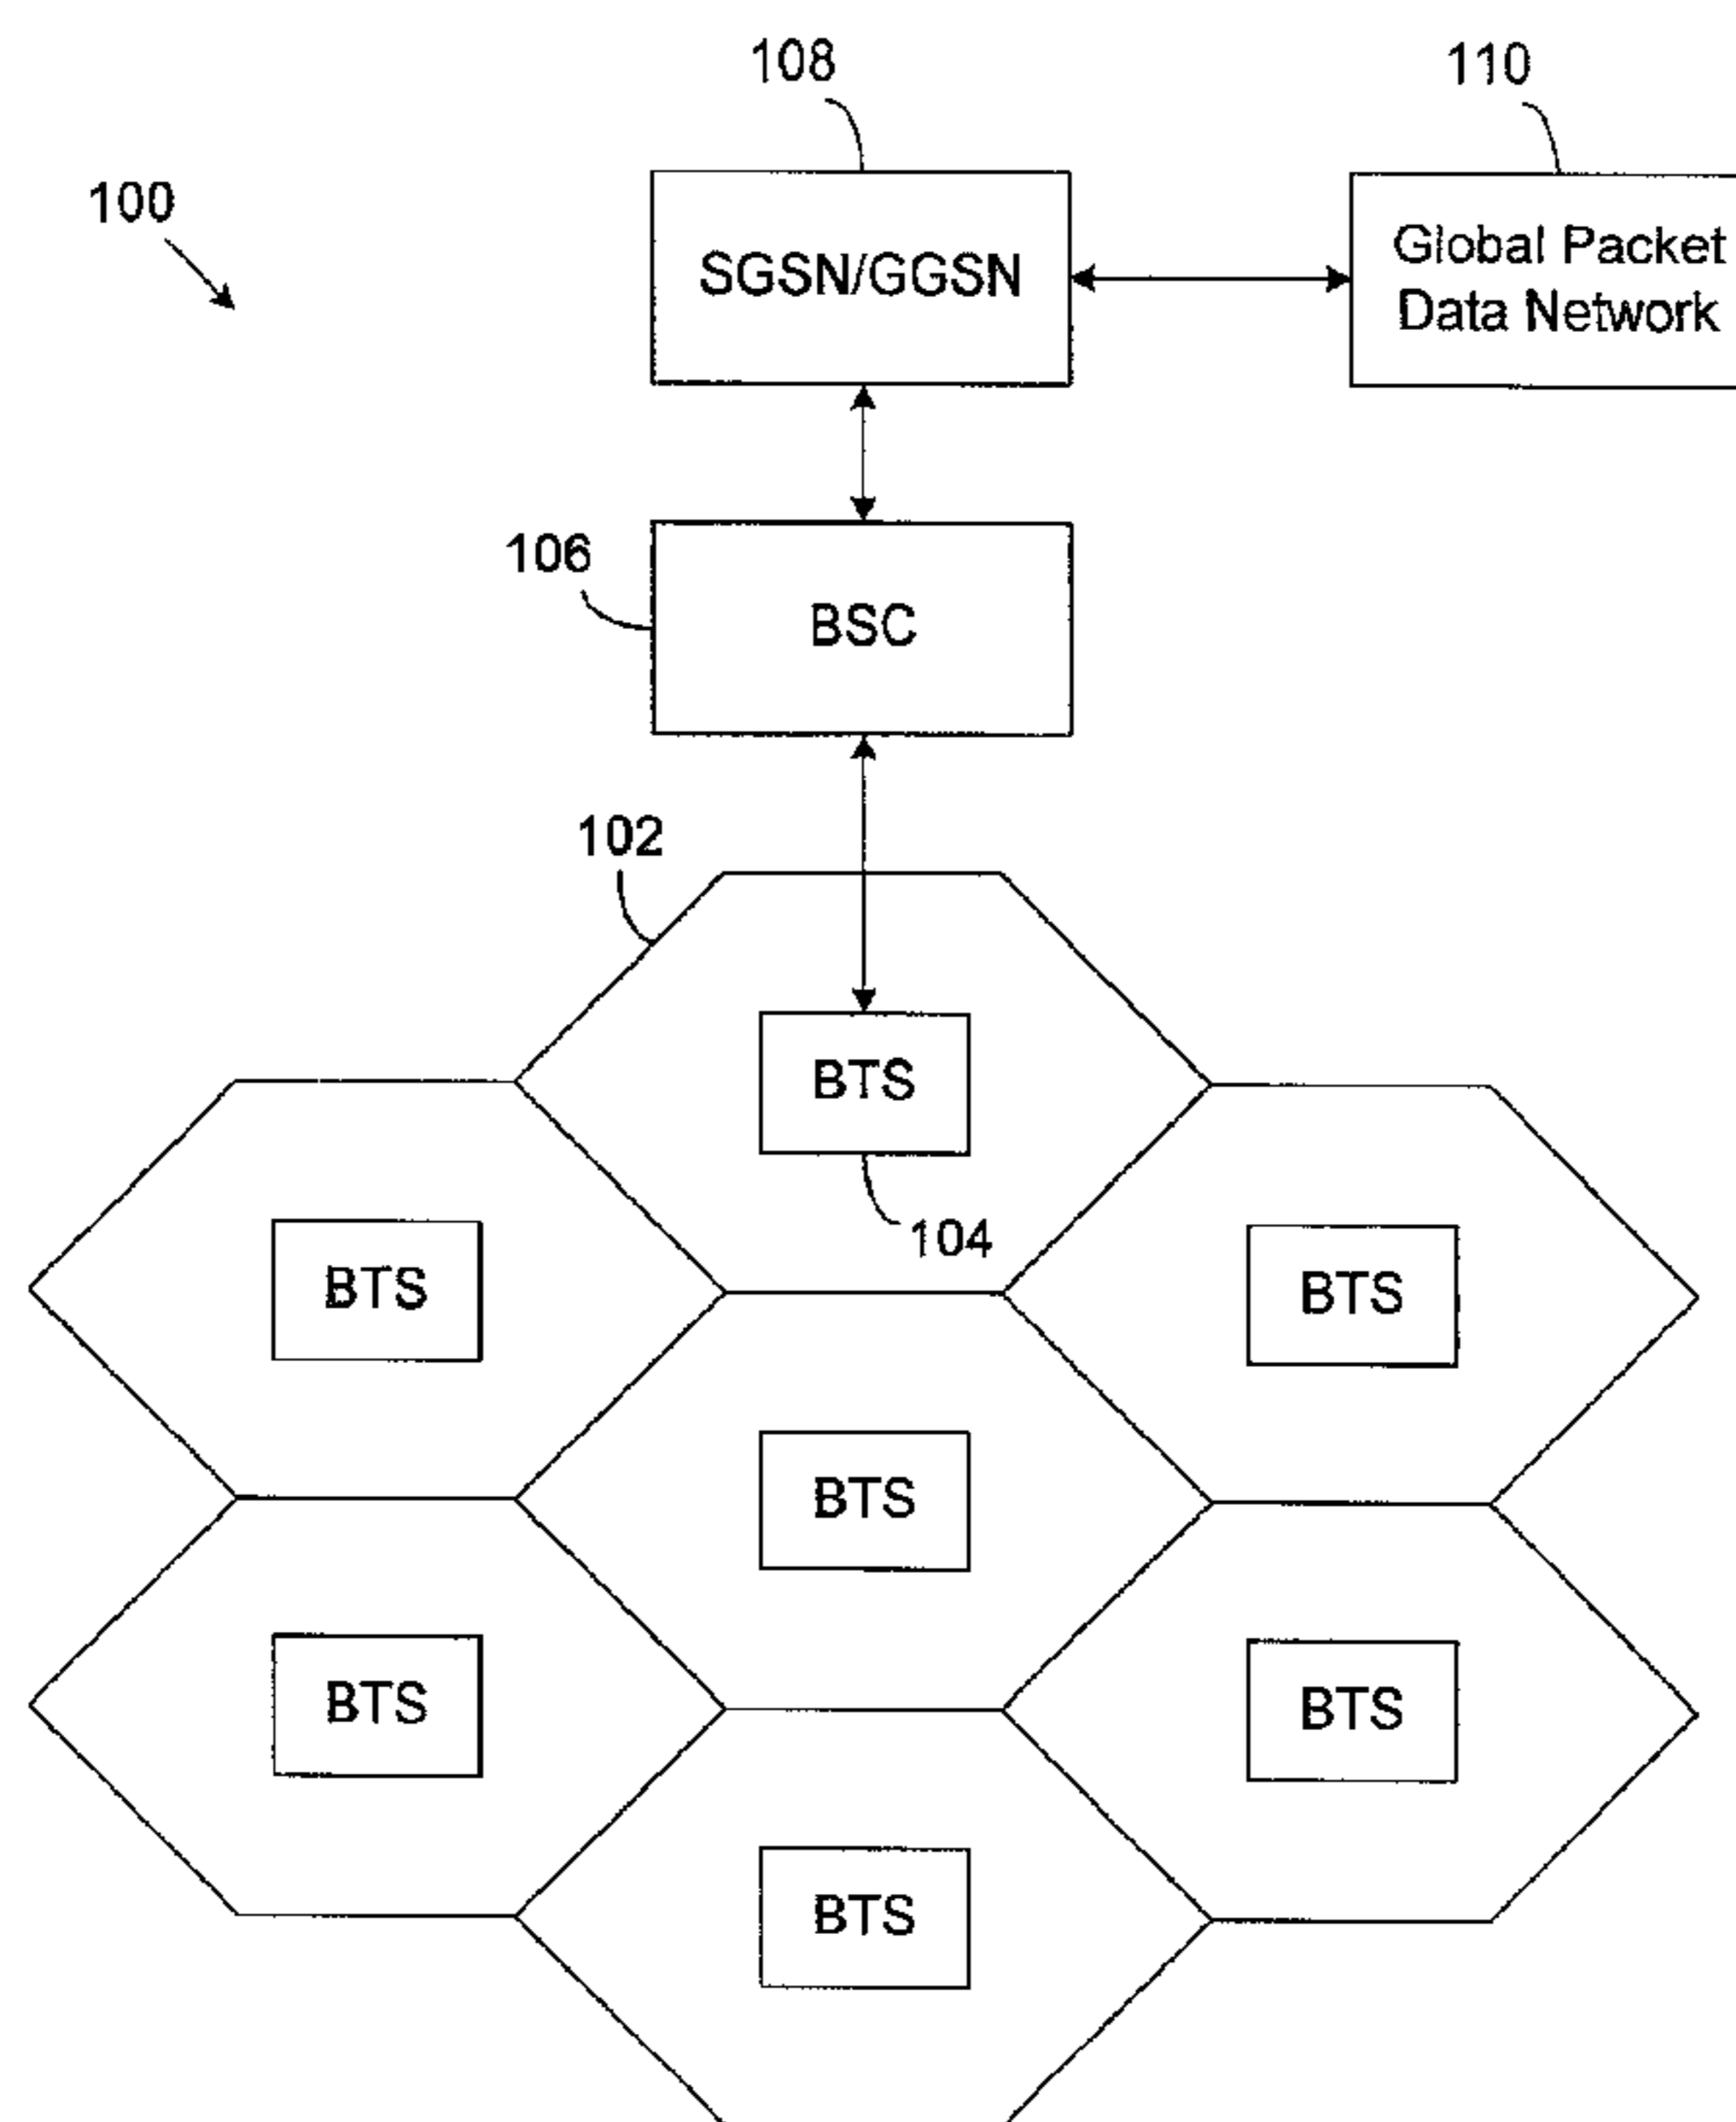 108
110
100
SGSN/GGSN
Global Packet
Data Network
106
BSC
102
BTS
104
BTS
BTS
BTS
BTS
BTS
BTS